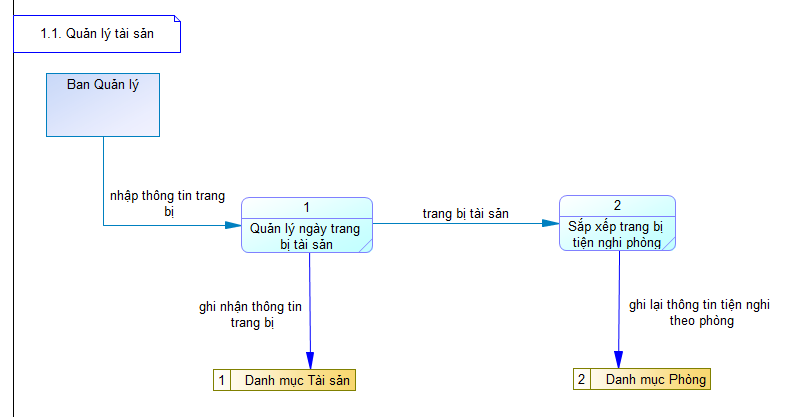 1.1. Quản lý tài sản
Ban Quản lý
nhập thông tin trang
bị
1
Quản lý ngày trang
bị tài sản
trang bị tài sản
2
Sắp xếp trang bị
tiện nghi phòng
ghi nhận thông tin
trang bị
ghi lại thông tin tiện nghi
theo phòng
1 Danh mục Tài sản
2 Danh mục Phòng